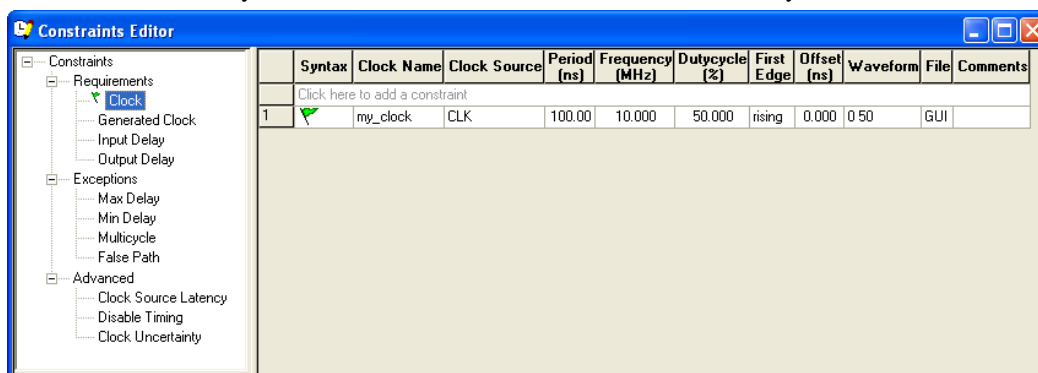 Constraints Editor
Constraints
Requirements
Clock
Generated Clock
Input Delay
Output Delay
Exceptions
Max Delay
Min Delay
Multicycle
False Path
Advanced
Clock Source Latency
Disable Timing
Clock Uncertainty
Syntax Clock Name Clock Source Period (ns) Frequency (MHz) Dutycycle (%) First Edge Offset (ns) Waveform File Comments
Click here to add a constraint
1 my_clock CLK 100.00 10.000 50.000 rising 0.000 0 50 GUI